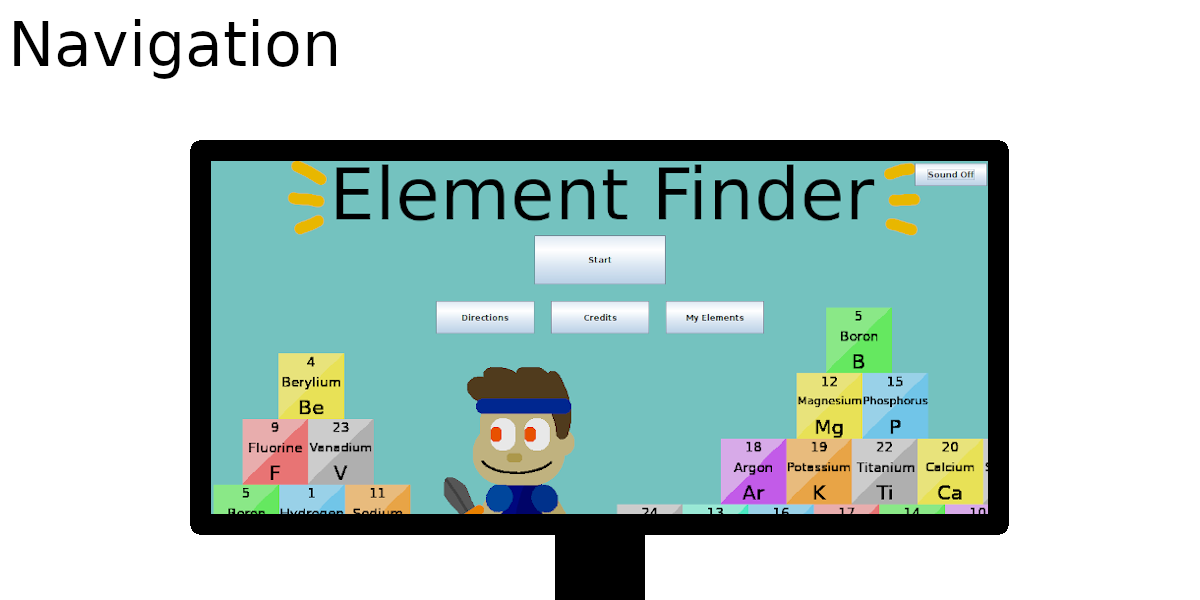 Navigation
Element Finder
Sound Off
Start
Directions Credits My Elements
5
Boron
B
4
Berylium
Be
12 15
Magnesium Phosphorus
Mg P
9 23
Fluorine Vanadium
F V
18 19 22 20
Argon Potassium Titanium Calcium
Ar K Ti Ca
5 1 11
Boron Hydrogen Sodium
24 13 16 17 14 10